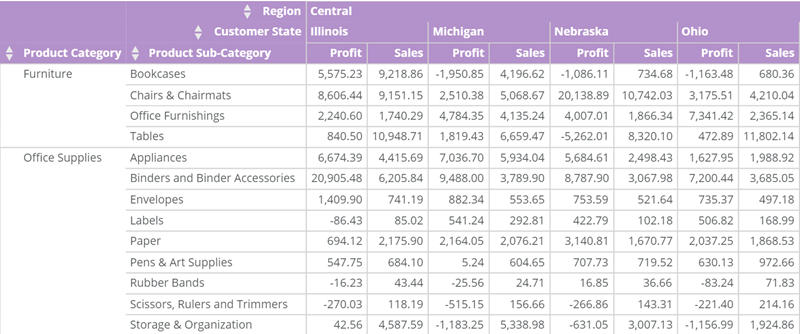 Region Central
Customer State Illinois Michigan Nebraska Ohio
Product Category Product Sub-Category Profit Sales Profit Sales Profit Sales Profit Sales
Furniture Bookcases 5,575.23 9,218.86 -1,950.85 4,196.62 -1,086.11 734.68 -1,163.48 680.36
Chairs & Chairmats 8,606.44 9,151.15 2,510.38 5,068.67 20,138.89 10,742.03 3,175.51 4,210.04
Office Furnishings 2,240.60 1,740.29 4,784.35 4,135.24 4,007.01 1,866.34 7,341.42 2,365.14
Tables 840.50 10,948.71 1,819.43 6,659.47 -5,262.01 8,320.10 472.89 11,802.14
Office Supplies Appliances 6,674.39 4,415.69 7,036.70 5,934.04 5,684.61 2,498.43 1,627.95 1,988.92
Binders and Binder Accessories 20,905.48 6,205.84 9,488.00 3,789.90 8,787.90 3,067.98 7,200.44 3,685.05
Envelopes 1,409.90 741.19 882.34 553.65 753.59 521.64 735.37 497.18
Labels -86.43 85.02 541.24 292.81 422.79 102.18 506.82 168.99
Paper 694.12 2,175.90 2,164.05 2,076.21 3,140.81 1,670.77 2,037.25 1,868.53
Pens & Art Supplies 547.75 684.10 5.24 604.65 707.73 719.52 630.13 972.66
Rubber Bands -16.23 43.44 -25.56 24.71 16.85 36.66 -83.24 71.83
Scissors, Rulers and Trimmers -270.03 118.19 -515.15 156.66 -266.86 143.31 -221.40 214.16
Storage & Organization 42.56 4,587.59 -1,183.25 5,338.98 -631.05 3,007.13 -1,156.99 1,924.86